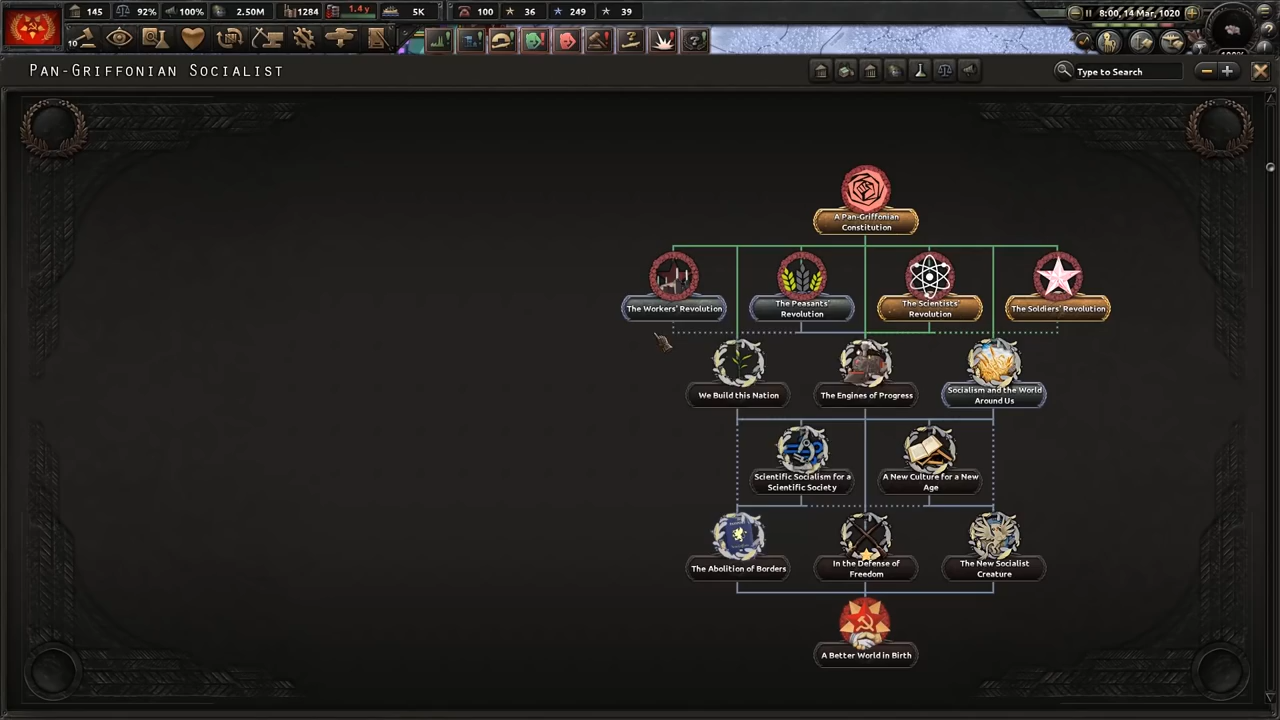 145 92% 100% 2.50M 1284 1.4 y 5K 100 36 249 39 8:00, 14 Mar, 1020
10
PAN-GRIFFONIAN SOCIALIST
Type to Search
A Pan-Griffonian
Constitution
The Workers' Revolution
The Peasants'
Revolution
The Scientists'
Revolution
The Soldiers' Revolution
We Build this Nation
The Engines of Progress
Socialism and the World
Around Us
Scientific Socialism for a
Scientific Society
A New Culture for a New
Age
The Abolition of Borders
In the Defense of
Freedom
The New Socialist
Creature
A Better World in Birth